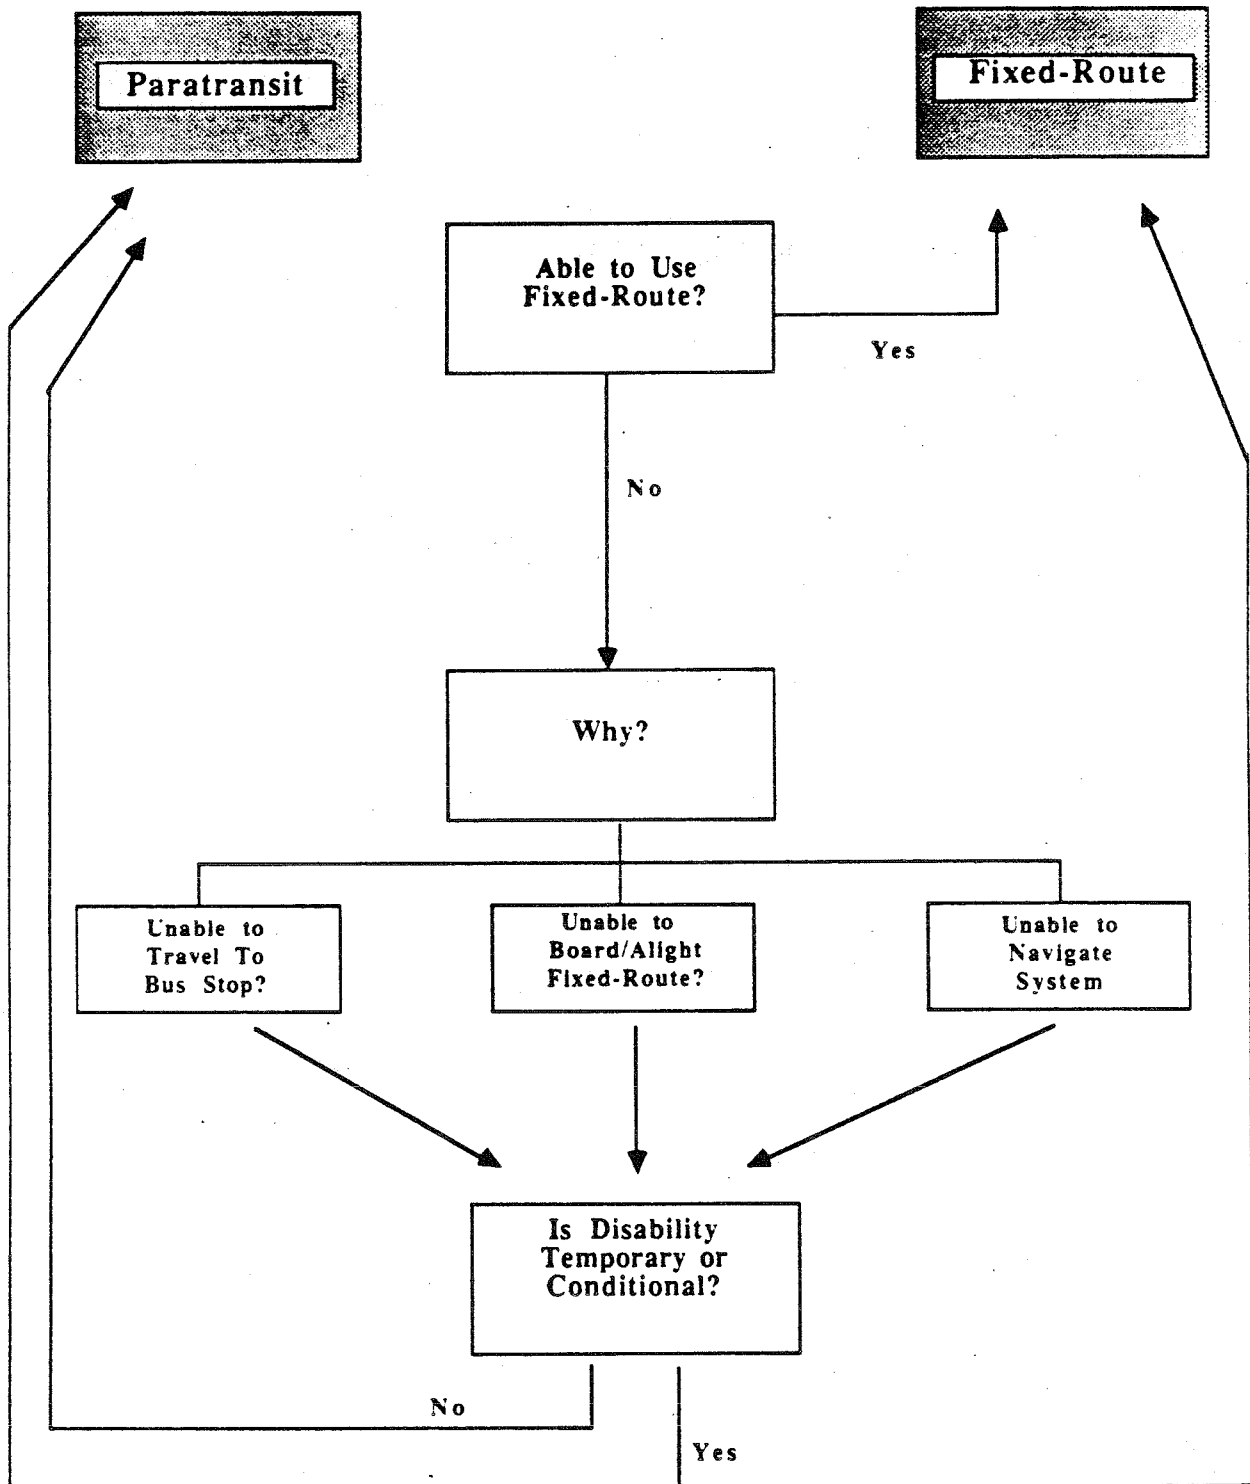 Paratransit
Fixed-Route
Able to Use
Fixed-Route?
Yes
No
Why?
Unable to
Travel To
Bus Stop?
Unable to
Board/Alight
Fixed-Route?
Unable to
Navigate
System
Is Disability
Temporary or
Conditional?
No
Yes